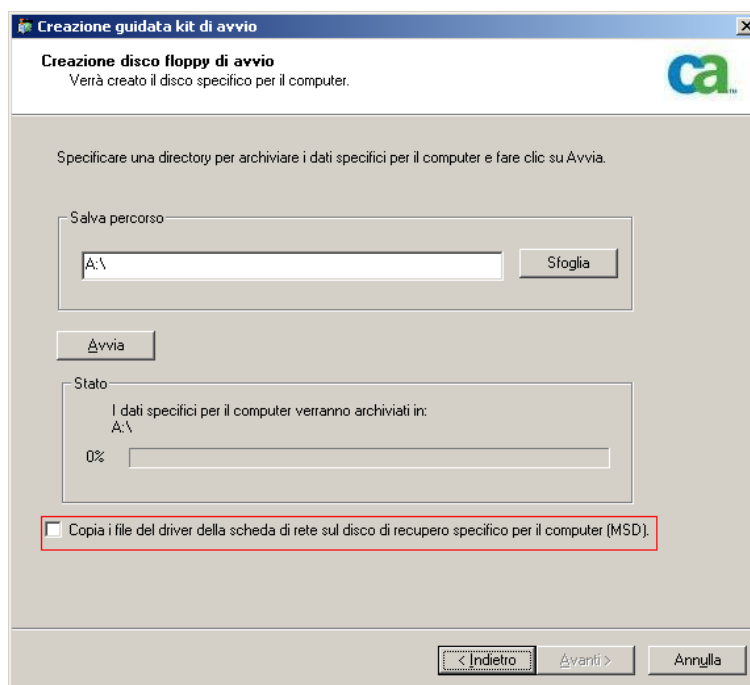 Creazione guidata kit di avvio
Creazione disco floppy di avvio
Verrà creato il disco specifico per il computer.
ca
Specificare una directory per archiviare i dati specifici per il computer e fare clic su Avvia.
Salva percorso
A:\
Sfoglia
Avvia
Stato
I dati specifici per il computer verranno archiviati in:
A:\
0%
Copia i file del driver della scheda di rete sul disco di recupero specifico per il computer (MSD).
< Indietro
Avanti >
Annulla